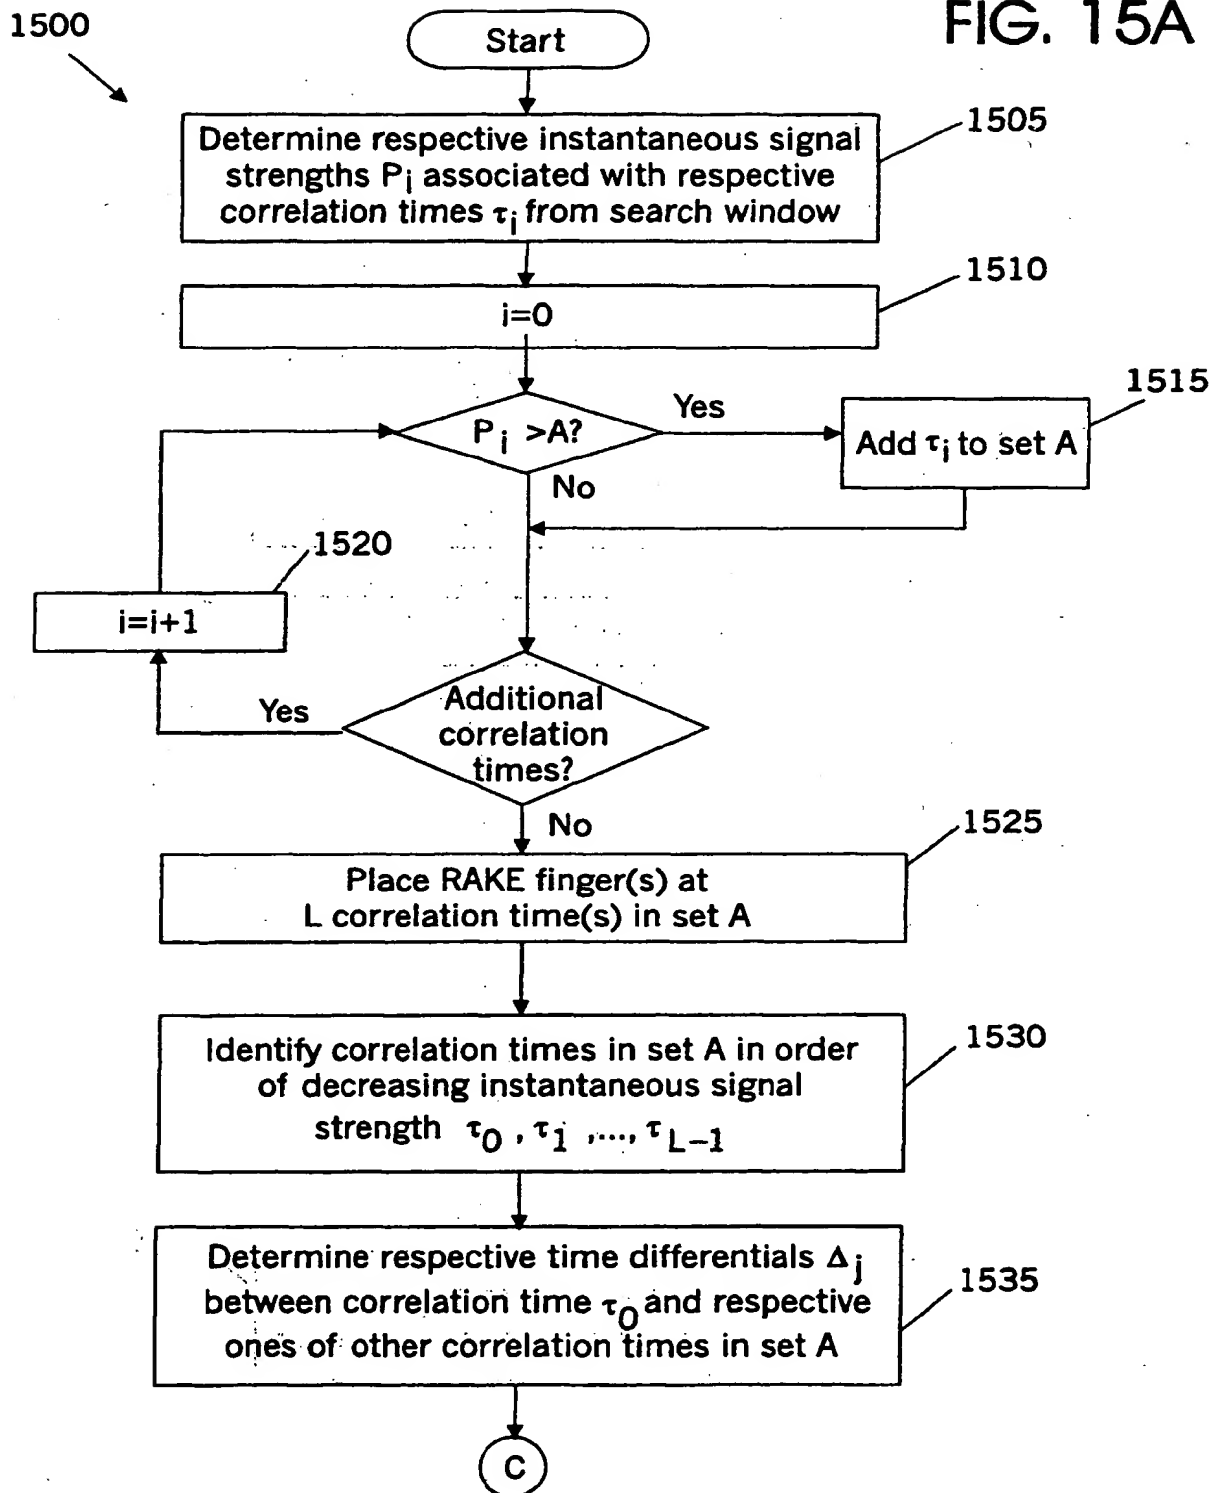 1500
FIG. 15A
Start
Determine respective instantaneous signal
strengths Pi associated with respective
correlation times τi from search window
1505
i=0
1510
Pi >A?
Yes
Add τi to set A
1515
No
i=i+1
1520
Additional
correlation
times?
Yes
No
Place RAKE finger(s) at
L correlation time(s) in set A
1525
Identify correlation times in set A in order
of decreasing instantaneous signal
strength τ0 , τ1 ,..., τL–1
1530
Determine respective time differentials Δj
between correlation time τ0 and respective
ones of other correlation times in set A
1535
C